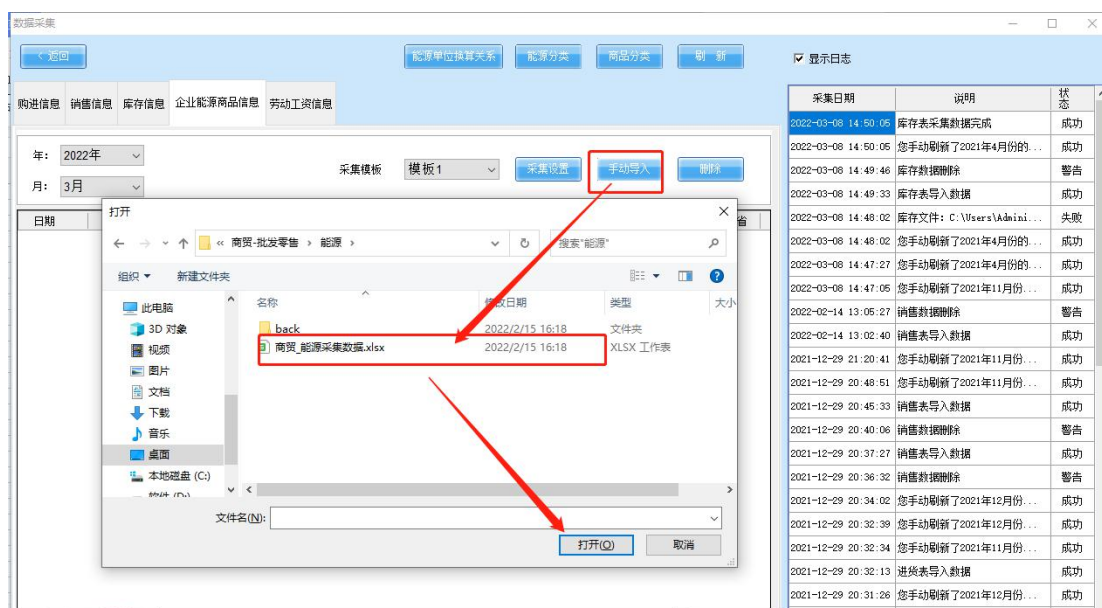 数据采集
< 返回
能源单位换算关系
能源分类
商品分类
刷 新
显示日志
购进信息
销售信息
库存信息
企业能源商品信息
劳动工资信息
年:
2022年
月:
3月
采集模板
模板1
采集设置
手动导入
删除
日期
省
打开
« 商贸-批发零售 › 能源 ›
搜索"能源"
组织
新建文件夹
此电脑
3D 对象
视频
图片
文档
下载
音乐
桌面
本地磁盘 (C:)
软件 (D:)
名称
修改日期
类型
大小
back
2022/2/15 16:18
文件夹
商贸_能源采集数据.xlsx
2022/2/15 16:18
XLSX 工作表
文件名(N):
打开(O)
取消
采集日期 说明 状态
2022-03-08 14:50:05 库存表采集数据完成 成功
2022-03-08 14:50:05 您手动刷新了2021年4月份的... 成功
2022-03-08 14:49:46 库存数据删除 警告
2022-03-08 14:49:33 库存表导入数据 成功
2022-03-08 14:48:02 库存文件: C:\Users\Admini... 失败
2022-03-08 14:48:02 您手动刷新了2021年4月份的... 成功
2022-03-08 14:47:27 您手动刷新了2021年4月份的... 成功
2022-03-08 14:47:05 您手动刷新了2021年11月份... 成功
2022-02-14 13:05:27 销售数据删除 警告
2022-02-14 13:02:40 销售表导入数据 成功
2021-12-29 21:20:41 您手动刷新了2021年11月份... 成功
2021-12-29 20:48:51 您手动刷新了2021年11月份... 成功
2021-12-29 20:45:33 销售表导入数据 成功
2021-12-29 20:40:06 销售数据删除 警告
2021-12-29 20:37:27 销售表导入数据 成功
2021-12-29 20:36:32 销售数据删除 警告
2021-12-29 20:34:02 您手动刷新了2021年12月份... 成功
2021-12-29 20:32:39 您手动刷新了2021年12月份... 成功
2021-12-29 20:32:34 您手动刷新了2021年11月份... 成功
2021-12-29 20:32:13 进货表导入数据 成功
2021-12-29 20:31:26 您手动刷新了2021年12月份... 成功